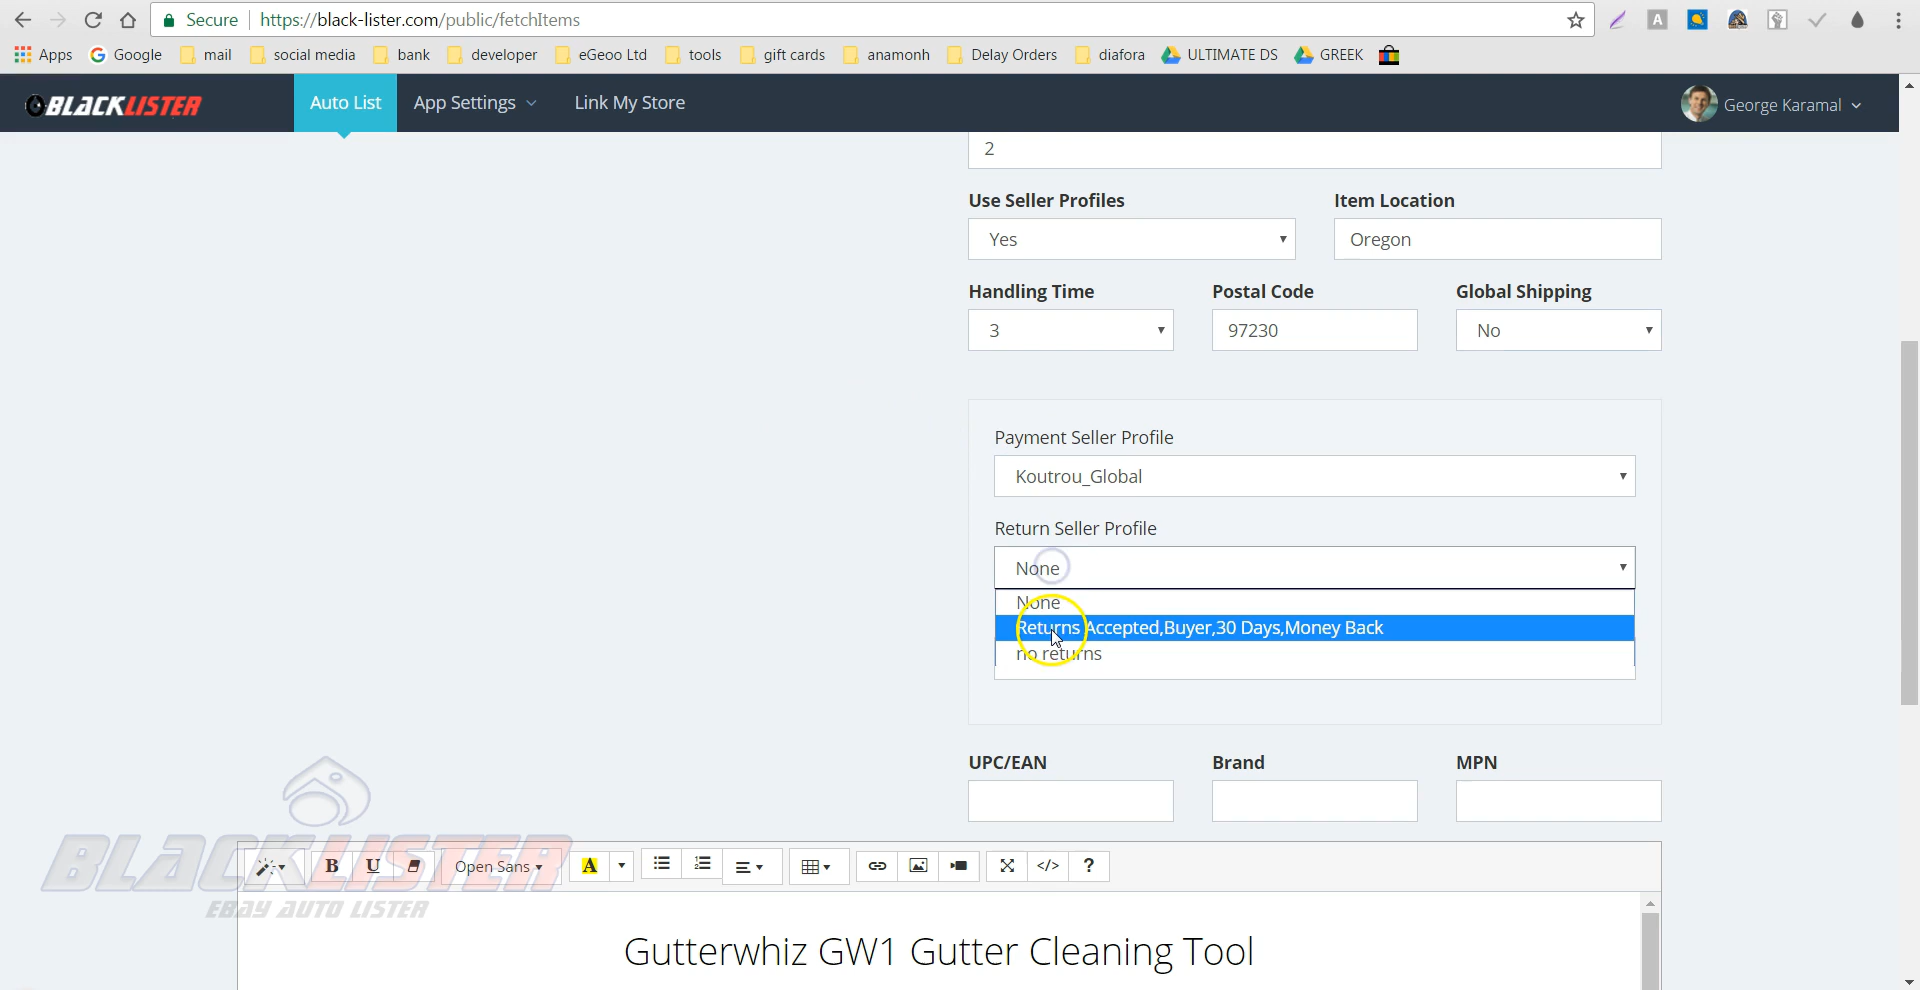 Secure https://black-lister.com/public/fetchItems
A
Apps Google mail social media bank developer eGeoo Ltd tools gift cards anamonh Delay Orders diafora ULTIMATE DS GREEK
BLACKLISTER Auto List App Settings Link My Store George Karamal
2
Use Seller Profiles Item Location
Yes Oregon
Handling Time Postal Code Global Shipping
3 97230 No
Payment Seller Profile
Koutrou_Global
Return Seller Profile
None
None
Returns Accepted,Buyer,30 Days,Money Back
no returns
UPC/EAN Brand MPN
BLACKLISTER
EBAY AUTO LISTER
B U Open Sans A </> ?
Gutterwhiz GW1 Gutter Cleaning Tool